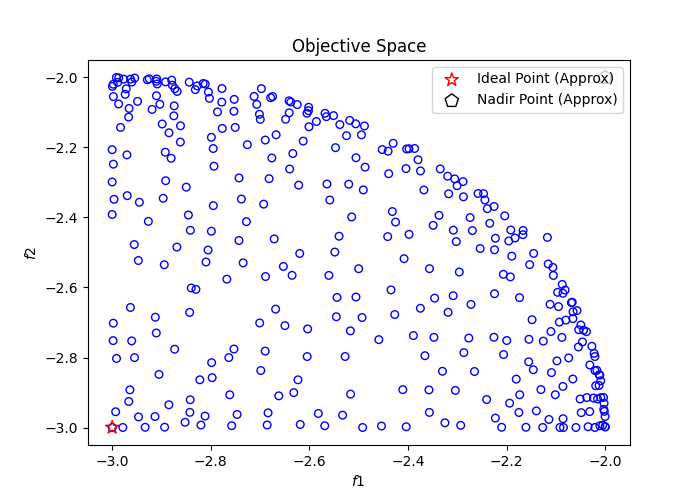 Objective Space
Ideal Point (Approx)
Nadir Point (Approx)
−2.0
−2.2
−2.4
−2.6
−2.8
−3.0
f2
−3.0 −2.8 −2.6 −2.4 −2.2 −2.0
f1